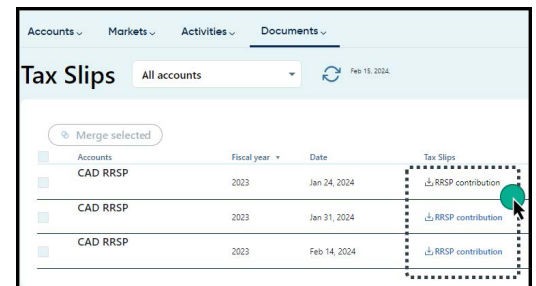 Accounts Markets Activities Documents
Tax Slips All accounts Feb 15, 2024.
Merge selected
Accounts Fiscal year Date Tax Slips
CAD RRSP 2023 Jan 24, 2024 RRSP contribution
CAD RRSP 2023 Jan 31, 2024 RRSP contribution
CAD RRSP 2023 Feb 14, 2024 RRSP contribution